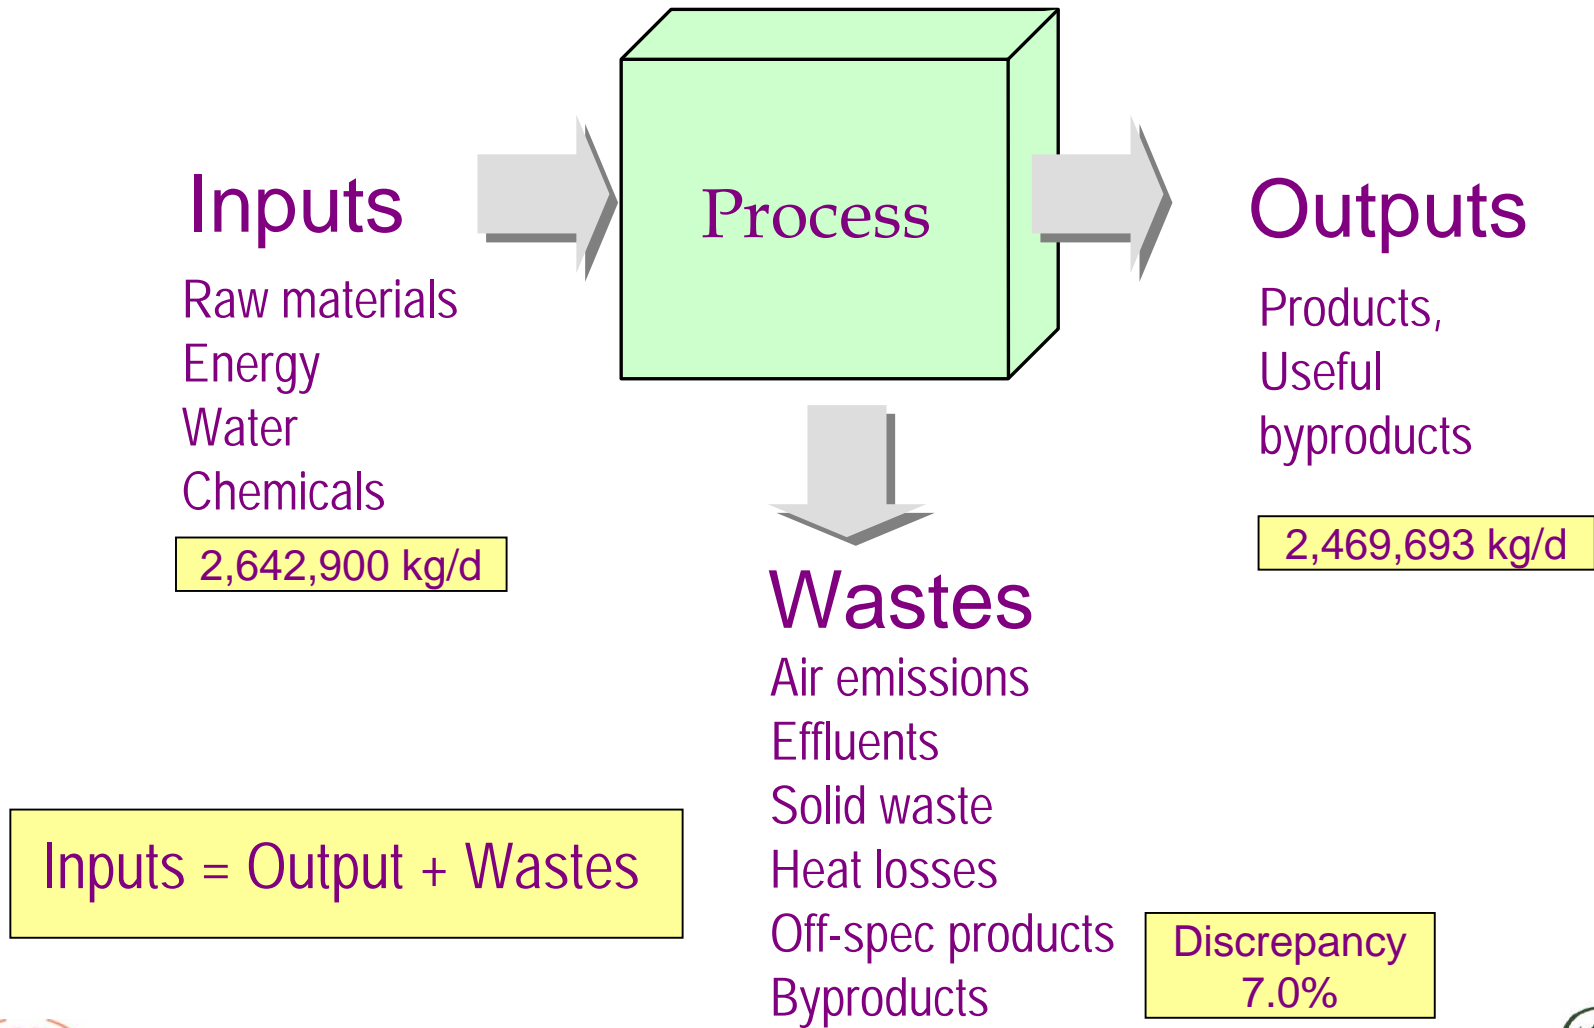 Process
Inputs
Raw materials
Energy
Water
Chemicals
2,642,900 kg/d
Outputs
Products,
Useful
byproducts
2,469,693 kg/d
Wastes
Air emissions
Effluents
Solid waste
Heat losses
Off-spec products
Byproducts
Discrepancy
7.0%
Inputs = Output + Wastes